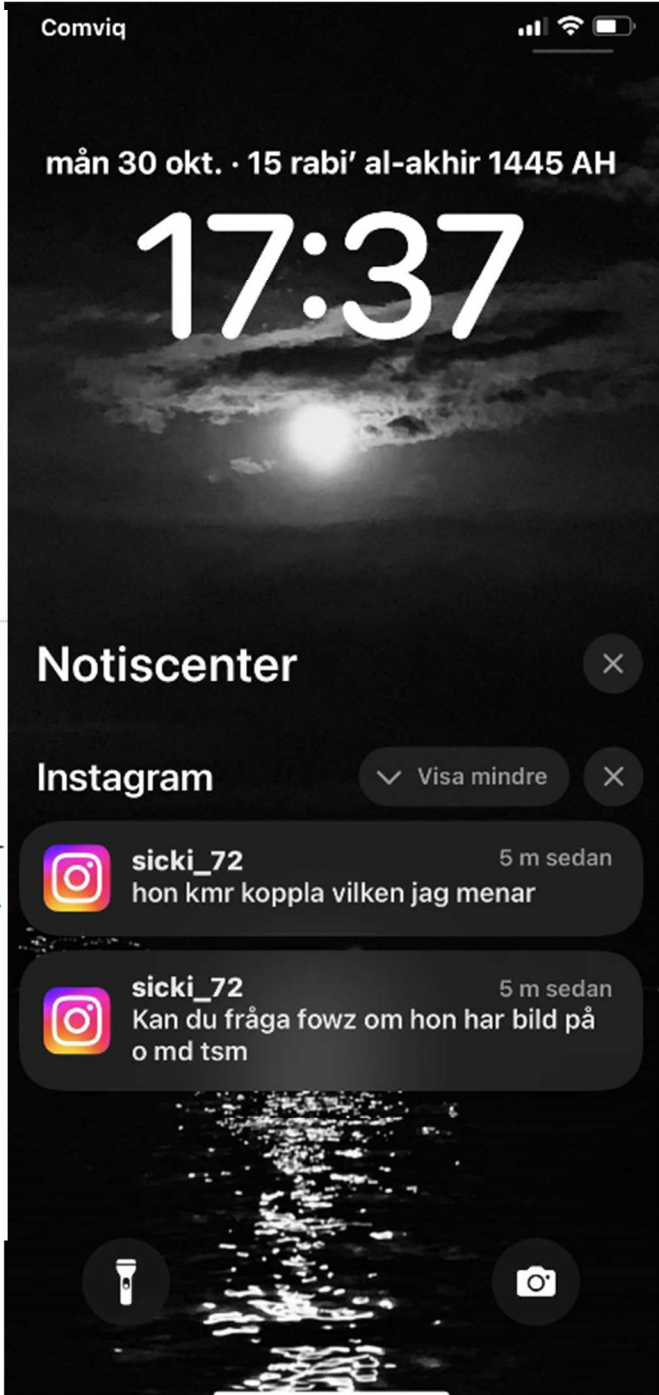 Comviq
mån 30 okt. · 15 rabi’ al-akhir 1445 AH
17:37
Notiscenter
Instagram
Visa mindre
sicki_72
5 m sedan
hon kmr koppla vilken jag menar
sicki_72
5 m sedan
Kan du fråga fowz om hon har bild på
o md tsm